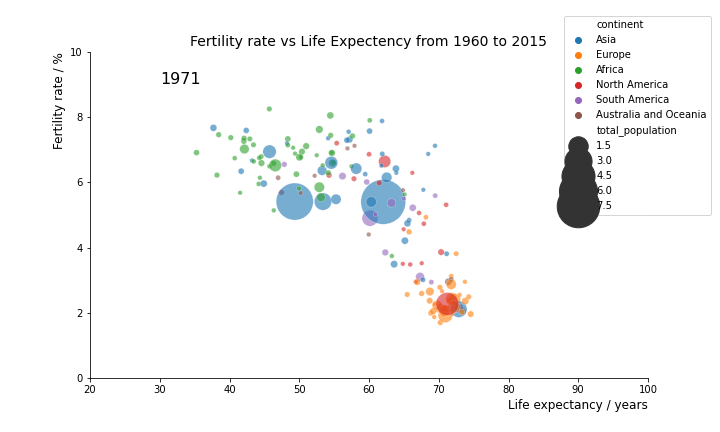 Fertility rate vs Life Expectency from 1960 to 2015
1971
Fertility rate / %
10
8
6
4
2
0
20
30
40
50
60
70
80
90
100
Life expectancy / years
continent
Asia
Europe
Africa
North America
South America
Australia and Oceania
total_population
1.5
3.0
4.5
6.0
7.5